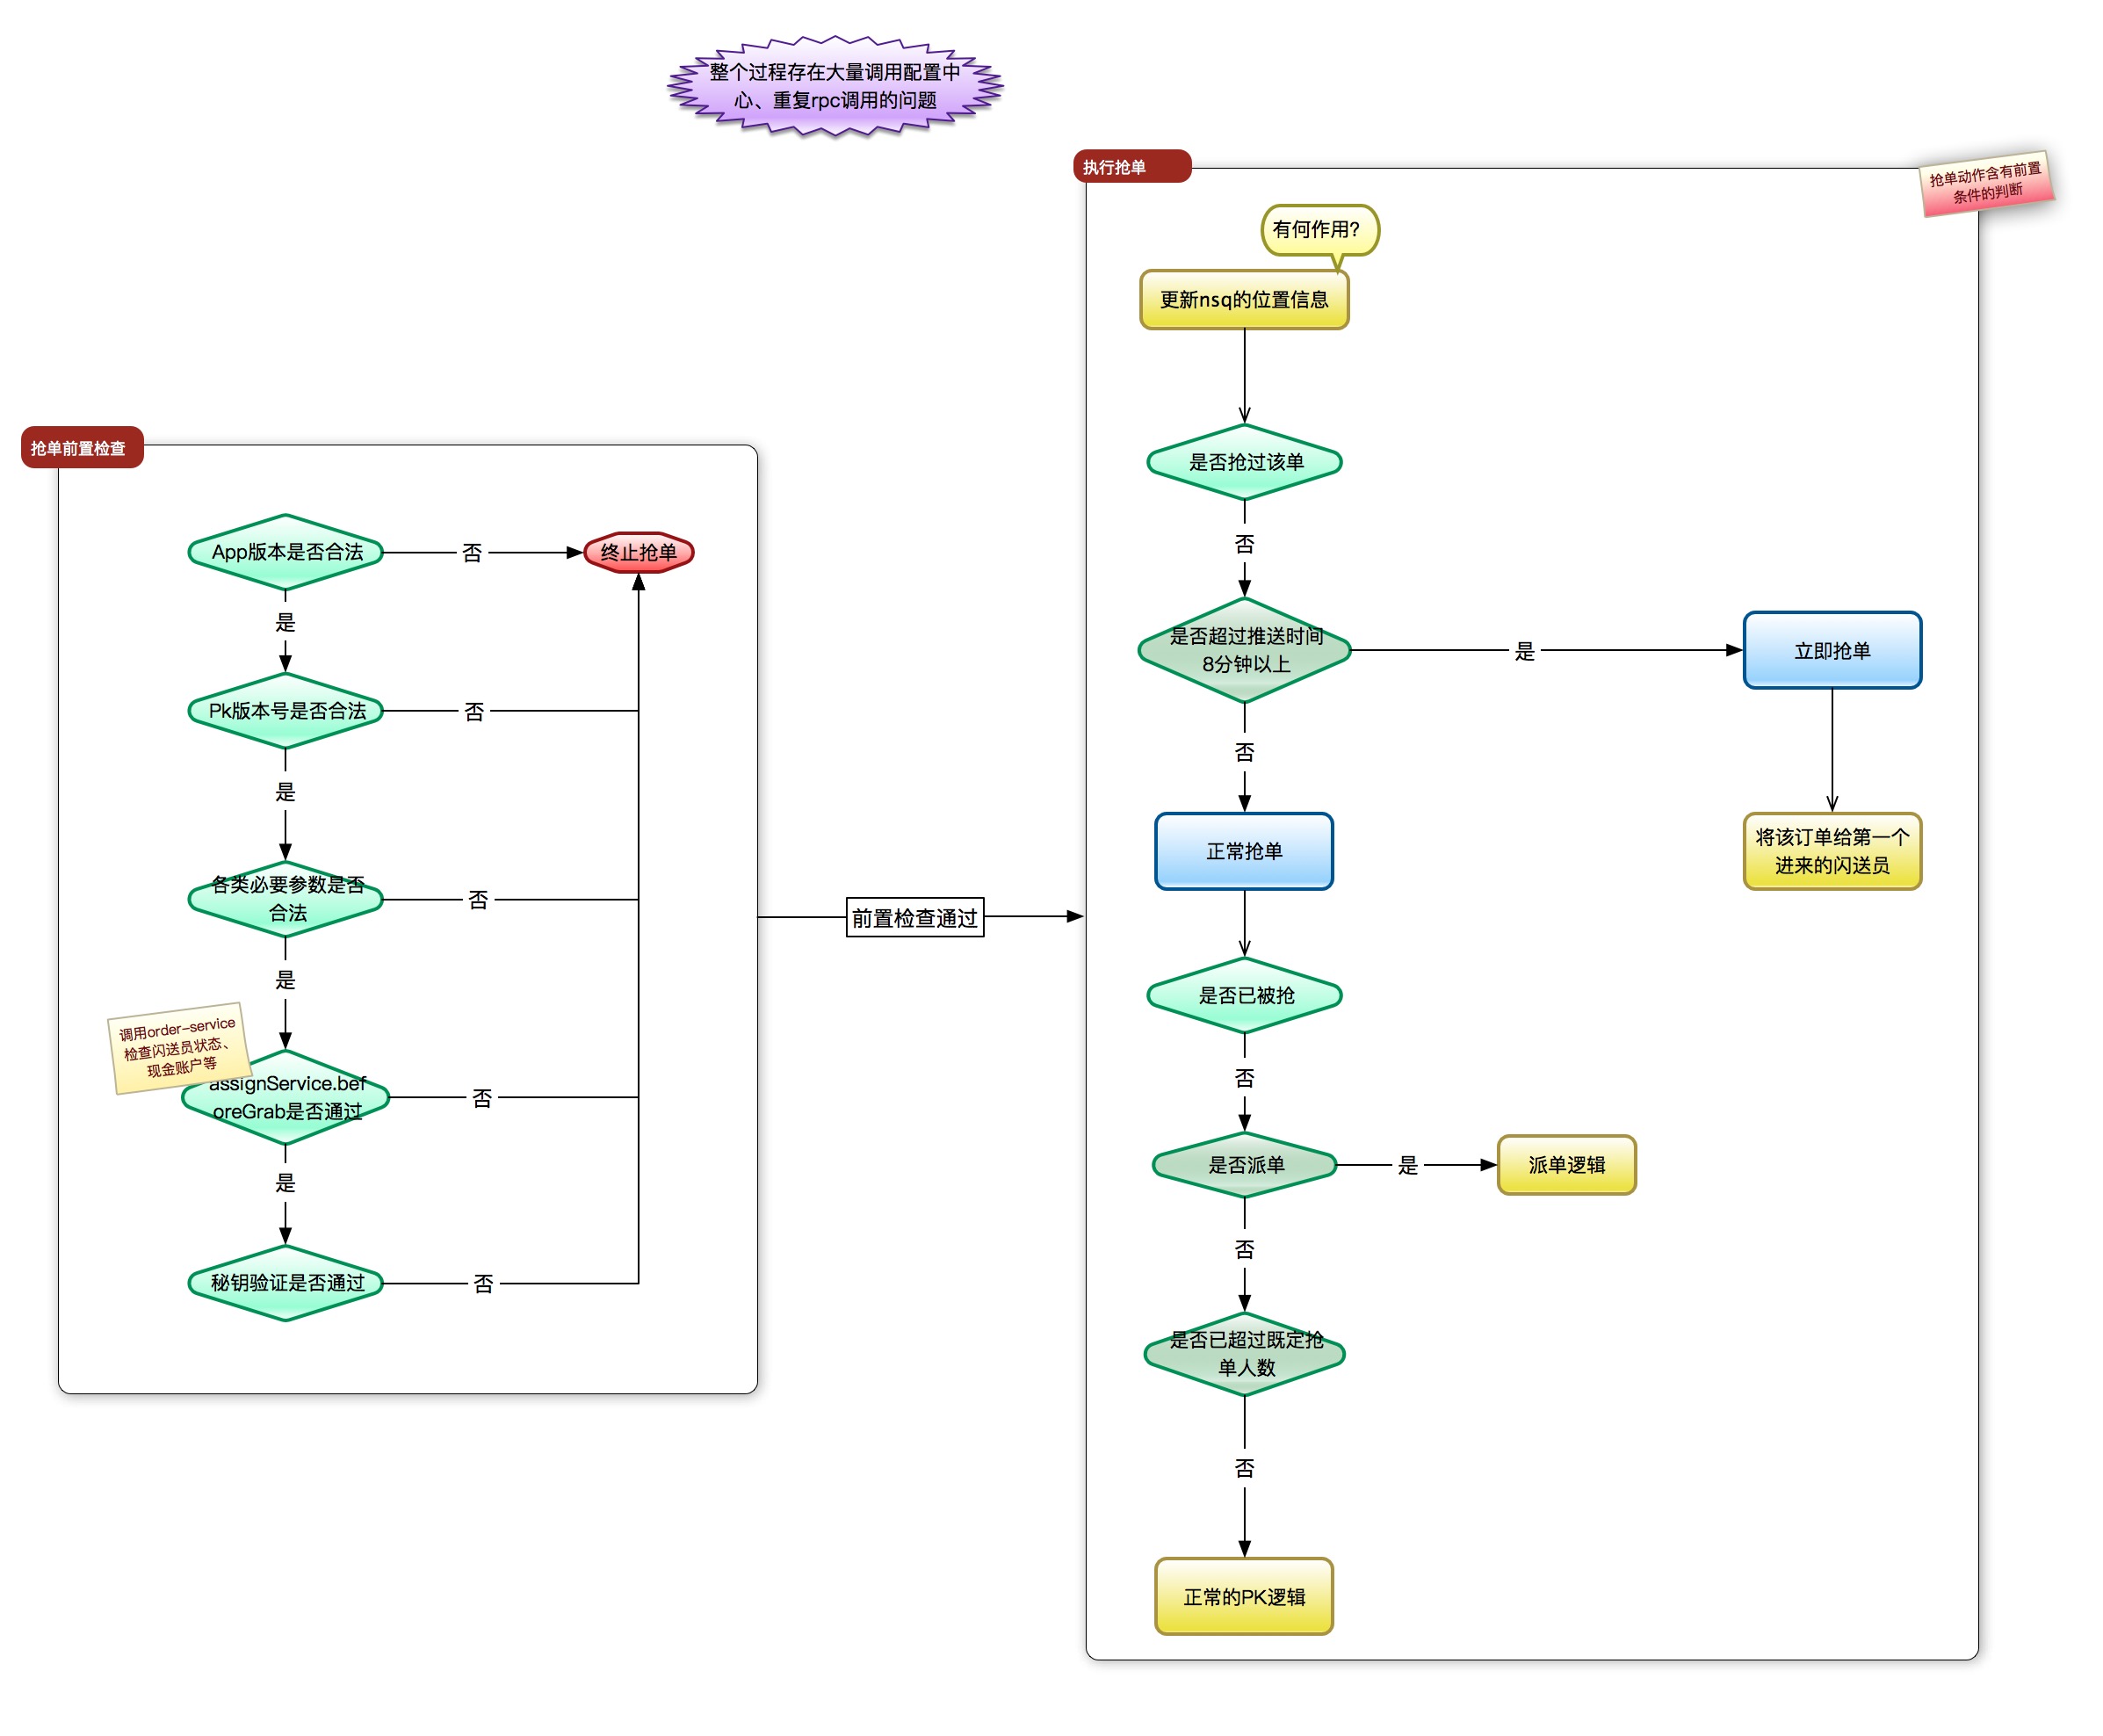 整个过程存在大量调用配置中
心、重复rpc调用的问题
抢单前置检查
App版本是否合法
否
终止抢单
是
Pk版本号是否合法
否
是
各类必要参数是否
合法
否
是
调用order-service
检查闪送员状态、
现金账户等
assignService.bef
oreGrab是否通过
否
是
秘钥验证是否通过
否
前置检查通过
执行抢单
抢单动作含有前置
条件的判断
有何作用?
更新nsq的位置信息
是否抢过该单
否
是否超过推送时间
8分钟以上
是
立即抢单
将该订单给第一个
进来的闪送员
否
正常抢单
是否已被抢
否
是否派单
是
派单逻辑
否
是否已超过既定抢
单人数
否
正常的PK逻辑